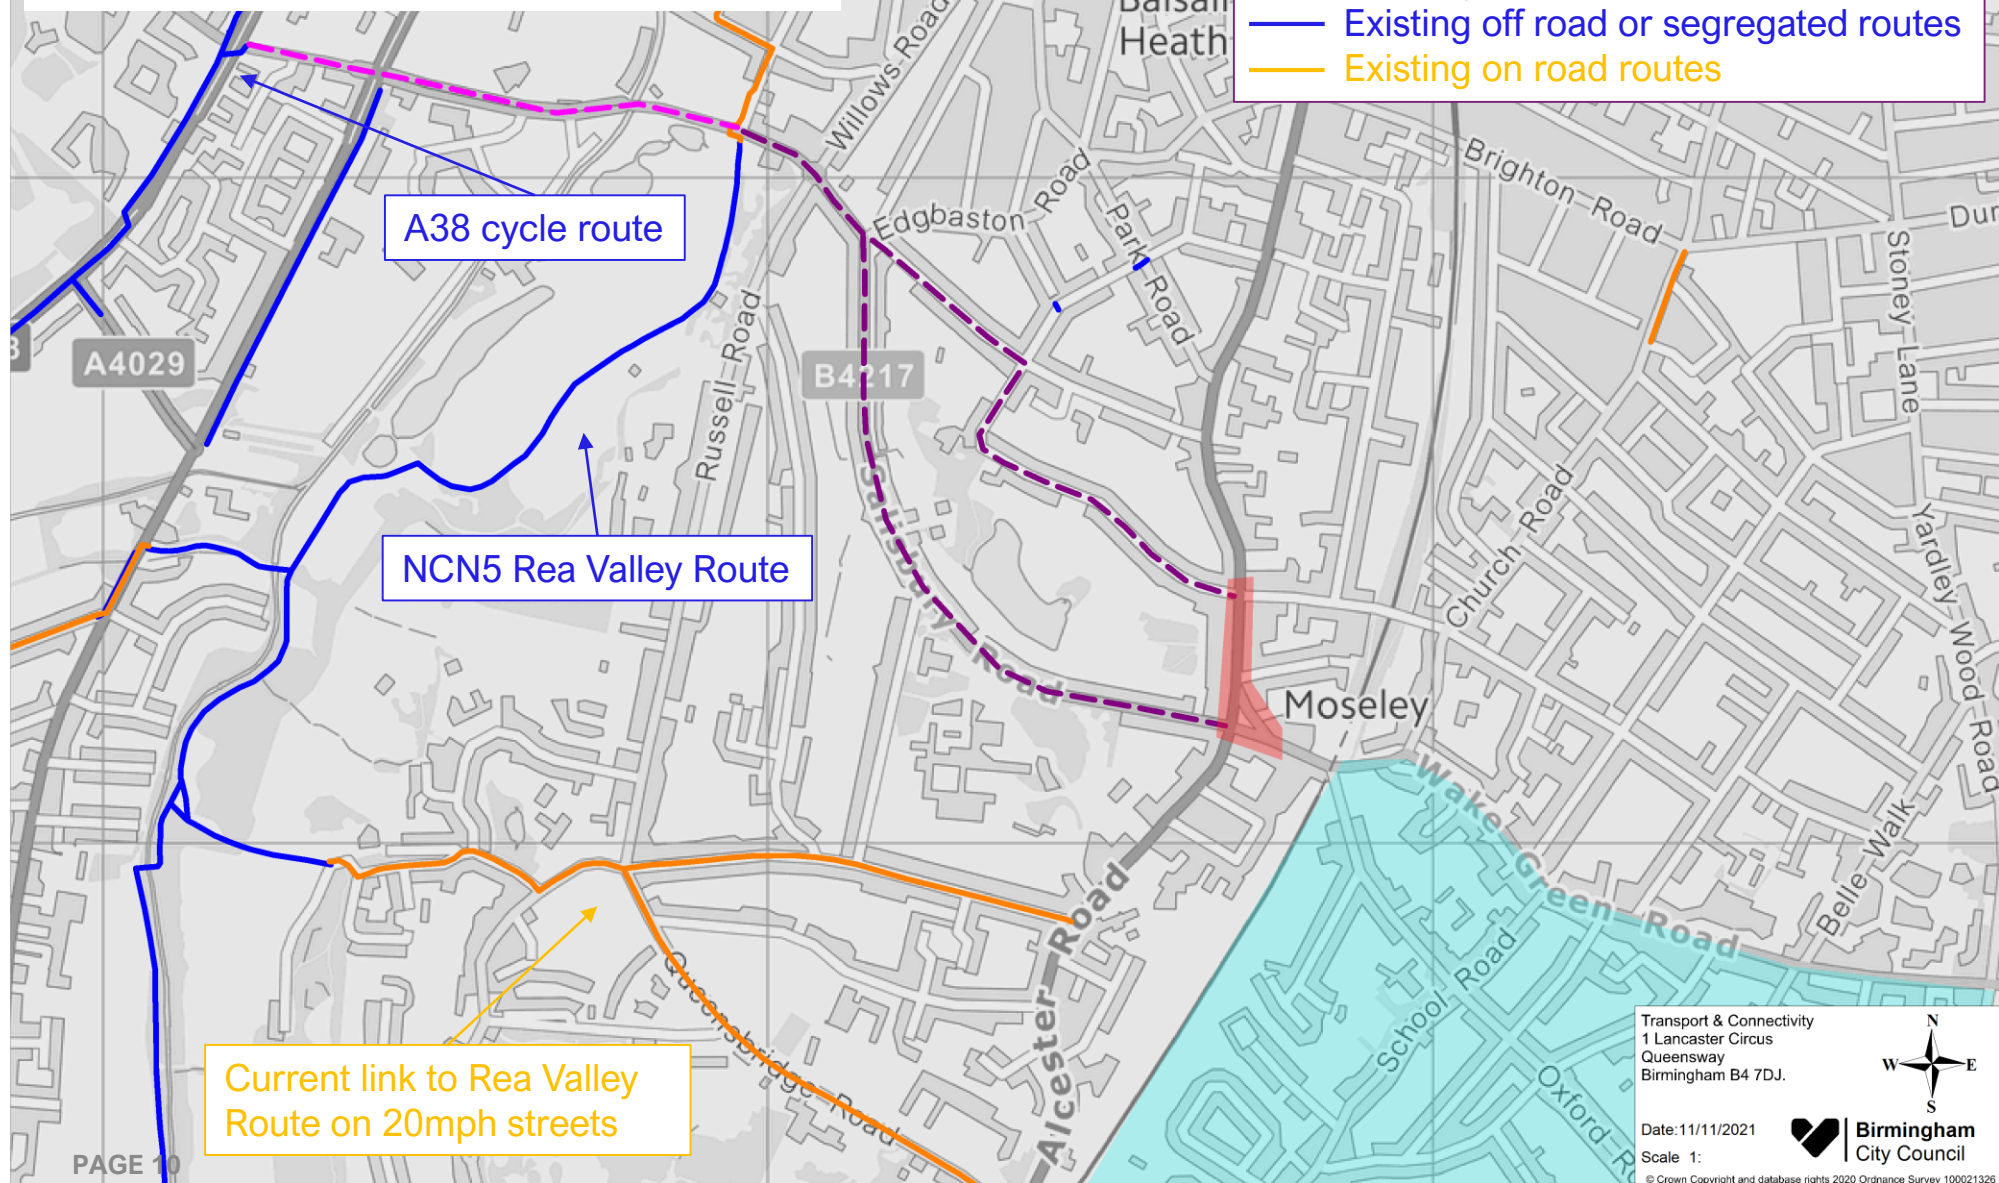 Heath
Existing off road or segregated routes
Existing on road routes
Willows Road
Brighton Road
A38 cycle route
Edgbaston Road
Park Road
Stoney Lane
A4029
B4217
Russell Road
Salisbury Road
NCN5 Rea Valley Route
Church Road
Yardley Wood Road
Moseley
Wake Green Road
Belle Walk
Alcester Road
Queensbridge Road
School Road
Current link to Rea Valley
Route on 20mph streets
PAGE 10
Transport & Connectivity
1 Lancaster Circus
Queensway
Birmingham B4 7DJ.
N
W E
S
Date:11/11/2021
Scale 1:
Birmingham
City Council
© Crown Copyright and database rights 2020 Ordnance Survey 100021326